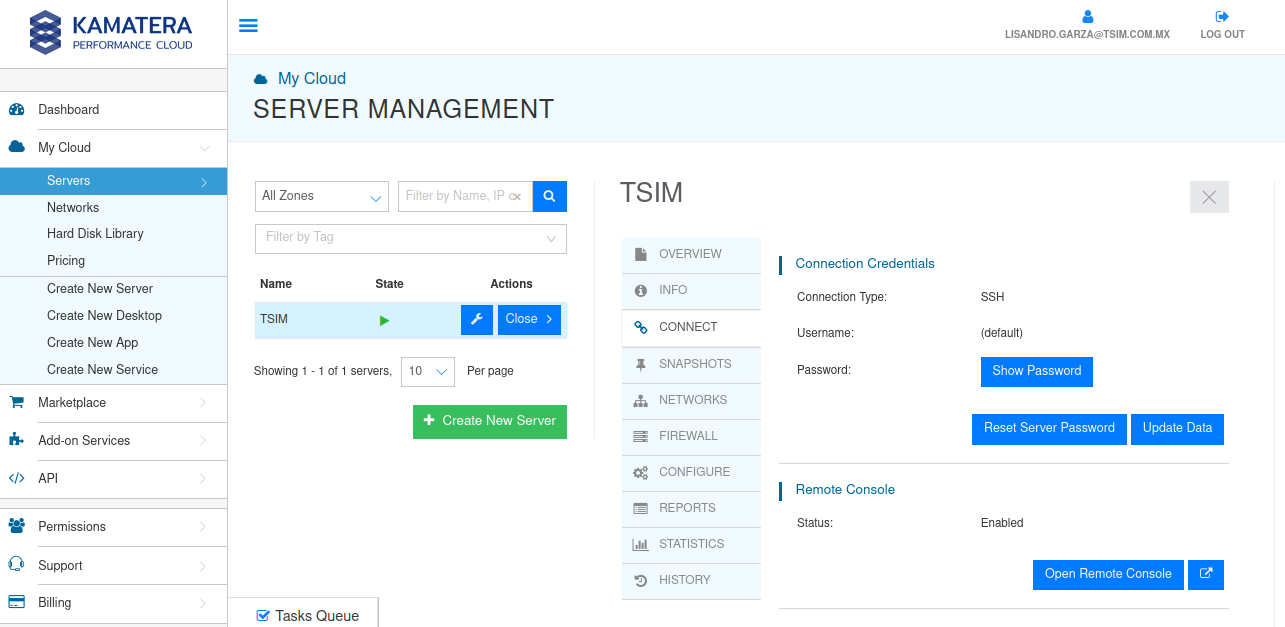 KAMATERA
PERFORMANCE CLOUD
LISANDRO.GARZA@TSIM.COM.MX
LOG OUT
My Cloud
SERVER MANAGEMENT
Dashboard
My Cloud
Servers
Networks
Hard Disk Library
Pricing
Create New Server
Create New Desktop
Create New App
Create New Service
Marketplace
Add-on Services
API
Permissions
Support
Billing
All Zones
Filter by Name, IP o
Filter by Tag
Name State Actions
TSIM Close
Showing 1 - 1 of 1 servers, 10 Per page
Create New Server
Tasks Queue
TSIM
OVERVIEW
INFO
CONNECT
SNAPSHOTS
NETWORKS
FIREWALL
CONFIGURE
REPORTS
STATISTICS
HISTORY
Connection Credentials
Connection Type: SSH
Username: (default)
Password: Show Password
Reset Server Password Update Data
Remote Console
Status: Enabled
Open Remote Console